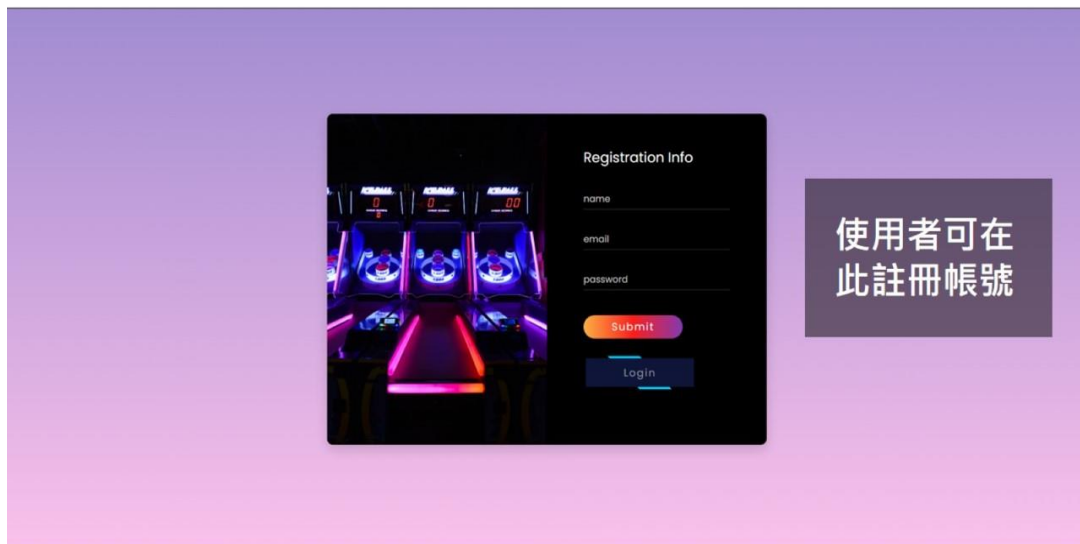 Registration Info
name
email
password
Submit
Login
使用者可在
此註冊帳號